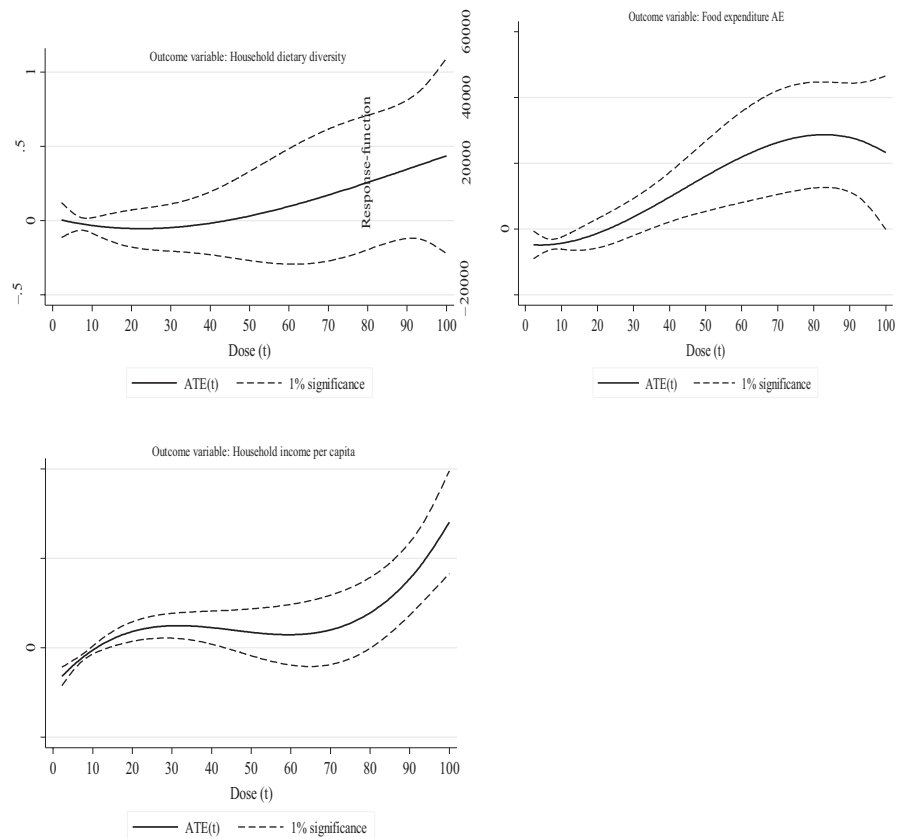 Outcome variable: Household dietary diversity
1
.5
0
−.5
0 10 20 30 40 50 60 70 80 90 100
Dose (t)
ATE(t) 1% significance
Outcome variable: Food expenditure AE
Response-function
60000
40000
20000
0
−20000
0 10 20 30 40 50 60 70 80 90 100
Dose (t)
ATE(t) 1% significance
Outcome variable: Household income per capita
0
0 10 20 30 40 50 60 70 80 90 100
Dose (t)
ATE(t) 1% significance